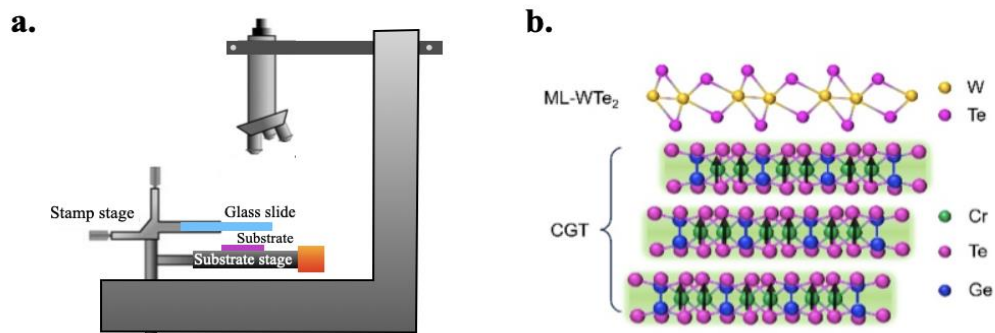 a.
Stamp stage
Glass slide
Substrate
Substrate stage
b.
ML-WTe₂
W
Te
CGT
Cr
Te
Ge